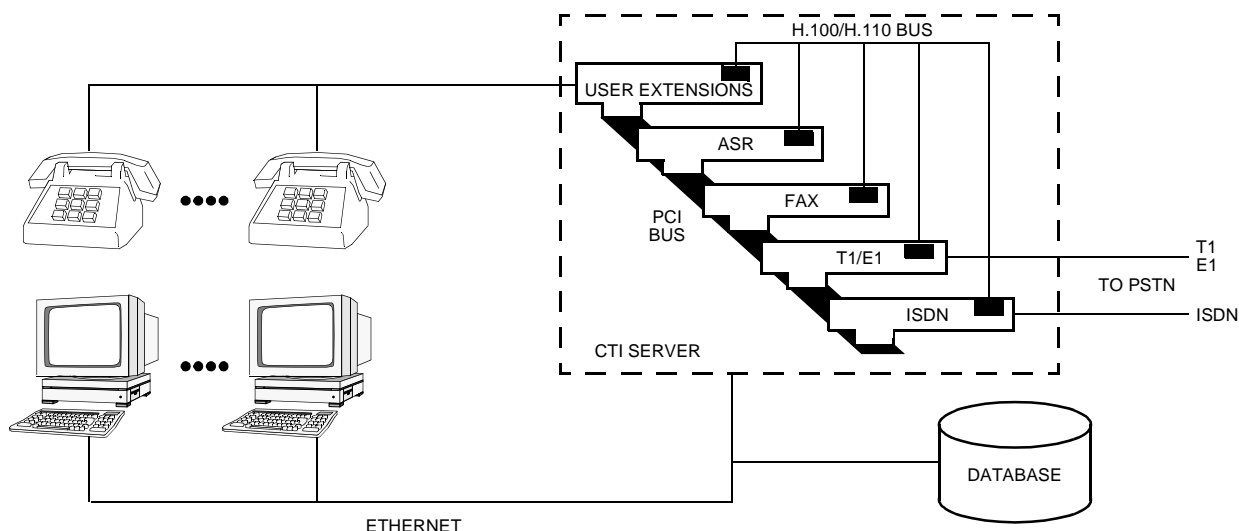 H.100/H.110 BUS
USER EXTENSIONS
ASR
FAX
PCI
BUS
T1/E1
T1
E1
TO PSTN
ISDN
ISDN
CTI SERVER
DATABASE
ETHERNET